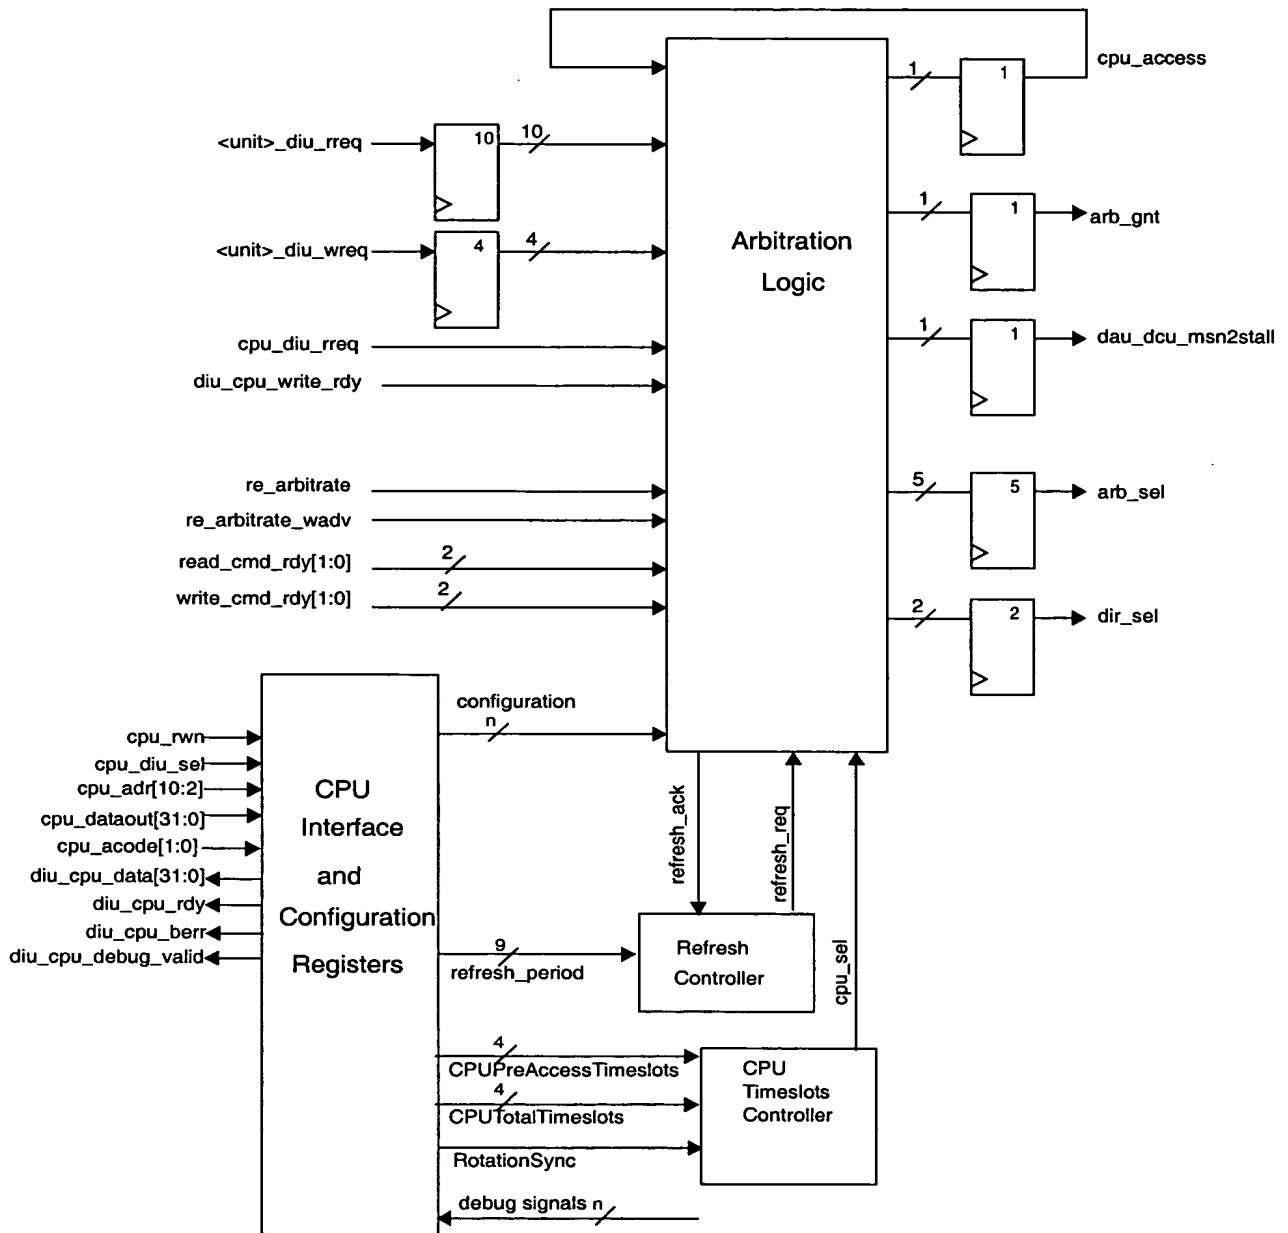 cpu_access
1
1
<unit>_diu_rreq
10
10
1
1
arb_gnt
<unit>_diu_wreq
4
4
Arbitration
Logic
1
1
dau_dcu_msn2stall
cpu_diu_rreq
diu_cpu_write_rdy
re_arbitrate
5
5
arb_sel
re_arbitrate_wadv
read_cmd_rdy[1:0]
2
write_cmd_rdy[1:0]
2
2
2
dir_sel
configuration
n
cpu_rwn
cpu_diu_sel
cpu_adr[10:2]
cpu_dataout[31:0]
cpu_acode[1:0]
diu_cpu_data[31:0]
diu_cpu_rdy
diu_cpu_berr
diu_cpu_debug_valid
CPU
Interface
and
Configuration
Registers
refresh_ack
refresh_req
cpu_sel
9
refresh_period
Refresh
Controller
4
CPUPreAccessTimeslots
4
CPUTotalTimeslots
RotationSync
CPU
Timeslots
Controller
debug signals n